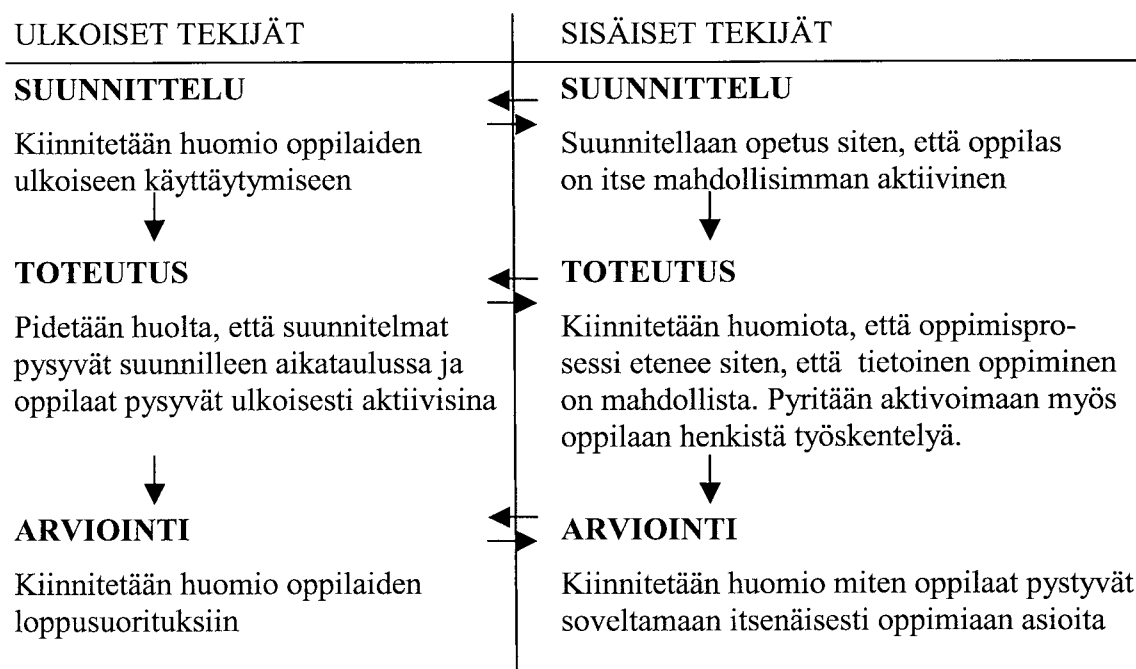 ULKOISET TEKIJÄT
SUUNNITTELU
Kiinnitetään huomio oppilaiden
ulkoiseen käyttäytymiseen
TOTEUTUS
Pidetään huolta, että suunnitelmat
pysyvät suunnilleen aikataulussa ja
oppilaat pysyvät ulkoisesti aktiivisina
ARVIOINTI
Kiinnitetään huomio oppilaiden
loppusuorituksiin
SISÄISET TEKIJÄT
SUUNNITTELU
Suunnitellaan opetus siten, että oppilas
on itse mahdollisimman aktiivinen
TOTEUTUS
Kiinnitetään huomiota, että oppimispro-
sessi etenee siten, että tietoinen oppiminen
on mahdollista. Pyritään aktivoimaan myös
oppilaan henkistä työskentelyä.
ARVIOINTI
Kiinnitetään huomio miten oppilaat pystyvät
soveltamaan itsenäisesti oppimiaan asioita